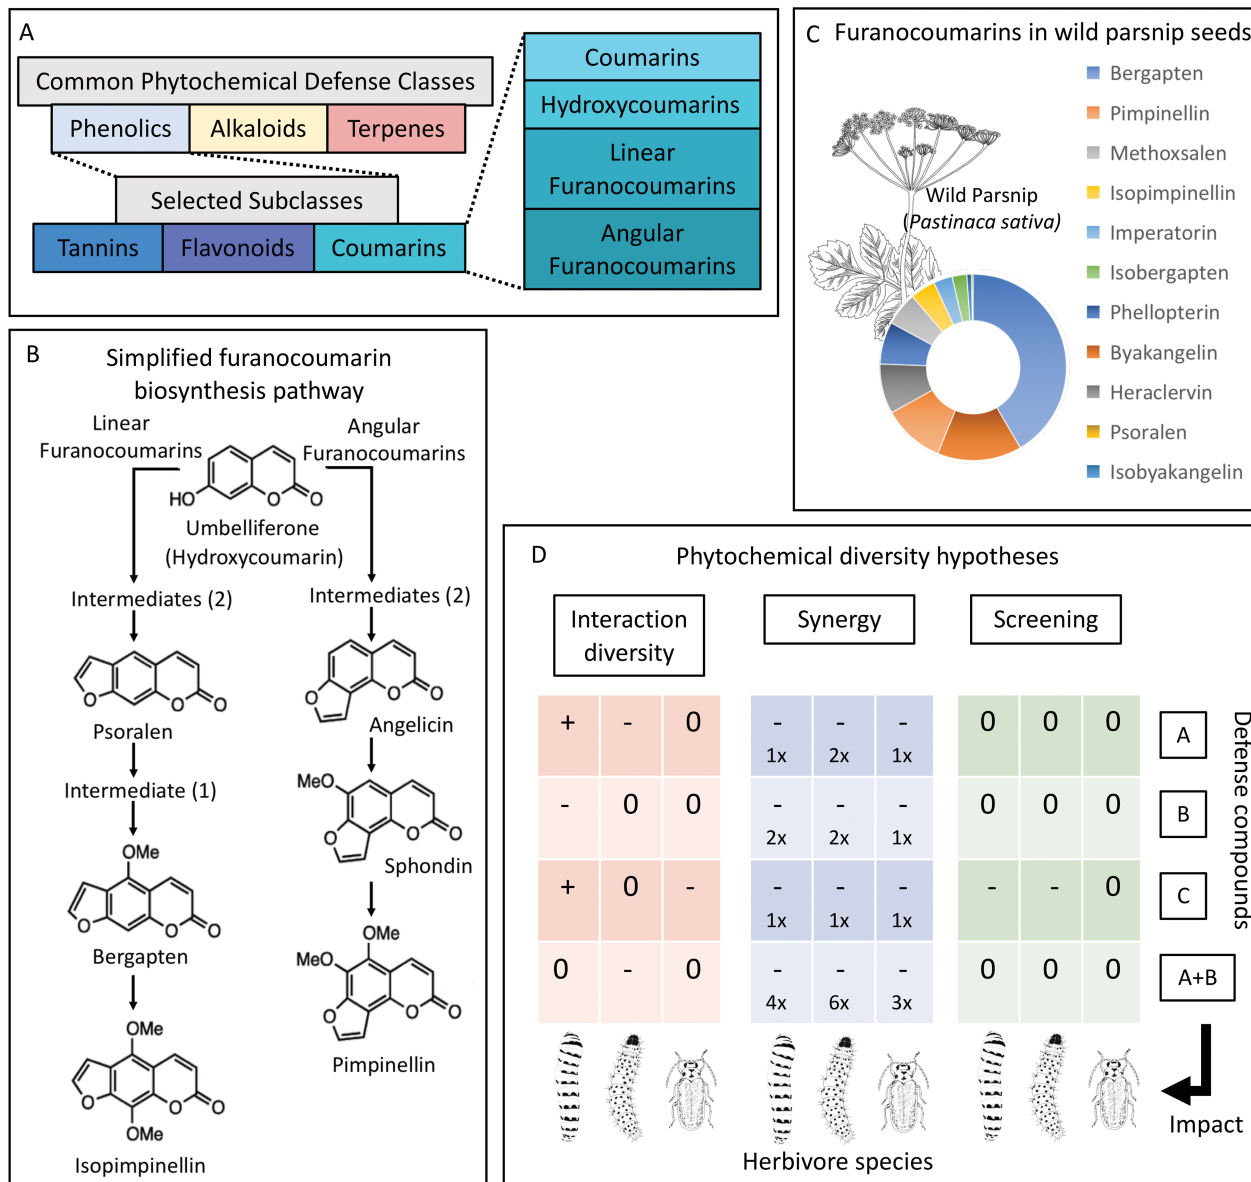 A
Common Phytochemical Defense Classes
Phenolics
Alkaloids
Terpenes
Selected Subclasses
Tannins
Flavonoids
Coumarins
Coumarins
Hydroxycoumarins
Linear
Furanocoumarins
Angular
Furanocoumarins
B
Simplified furanocoumarin
biosynthesis pathway
Linear
Furanocoumarins
Angular
Furanocoumarins
HO
O
O
Umbelliferone
(Hydroxycoumarin)
Intermediates (2)
Intermediates (2)
O
O
O
Psoralen
O
O
O
Angelicin
Intermediate (1)
MeO
O
O
O
Sphondin
OMe
O
O
O
Bergapten
OMe
MeO
O
O
O
Pimpinellin
OMe
O
O
O
OMe
Isopimpinellin
C
Furanocoumarins in wild parsnip seeds
Wild Parsnip
(Pastinaca sativa)
Bergapten
Pimpinellin
Methoxsalen
Isopimpinellin
Imperatorin
Isobergapten
Phellopterin
Byakangelin
Heraclervin
Psoralen
Isobyakangelin
D
Phytochemical diversity hypotheses
Interaction
diversity
Synergy
Screening
+ - 0
- - -
1x 2x 1x
0 0 0
A
- 0 0
- - -
2x 2x 1x
0 0 0
B
+ 0 -
- - -
1x 1x 1x
- - 0
C
0 - 0
- - -
4x 6x 3x
0 0 0
A+B
Defense compounds
Impact
Herbivore species